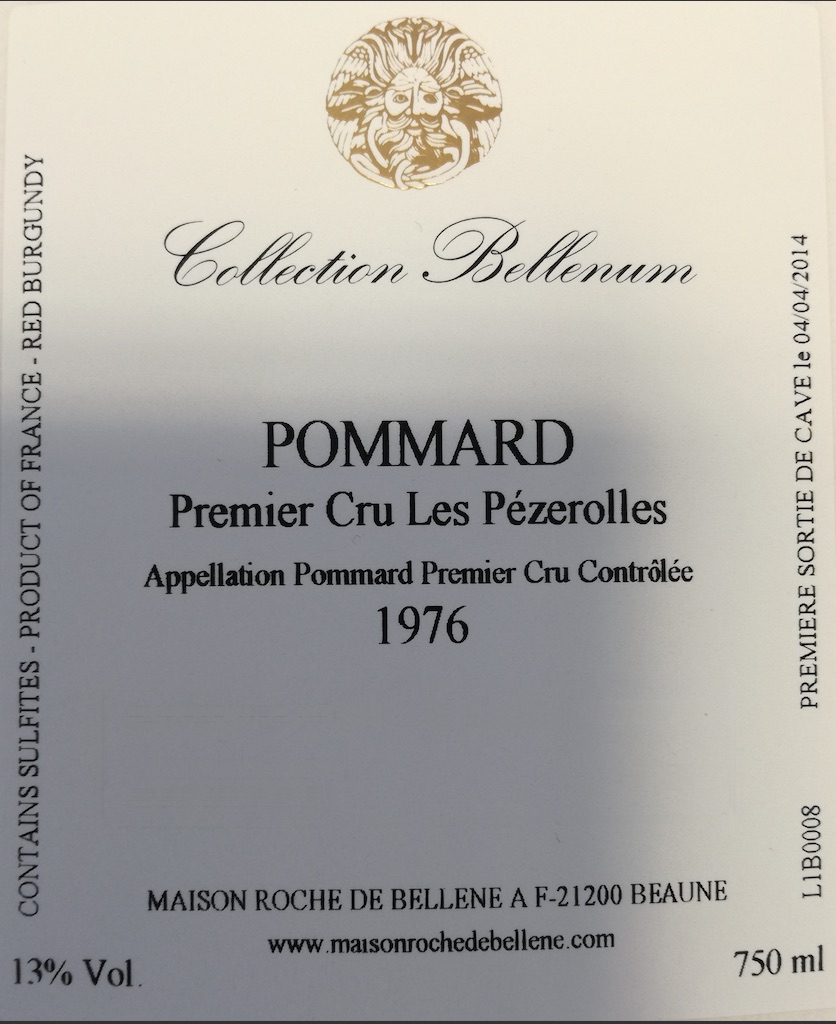 Collection Bellenum
POMMARD
Premier Cru Les Pézerolles
Appellation Pommard Premier Cru Contrôlée
1976
MAISON ROCHE DE BELLENE A F-21200 BEAUNE
www.maisonrochedebellene.com
13% Vol.
750 ml
CONTAINS SULFITES - PRODUCT OF FRANCE - RED BURGUNDY
L1B0008 PREMIERE SORTIE DE CAVE le 04/04/2014